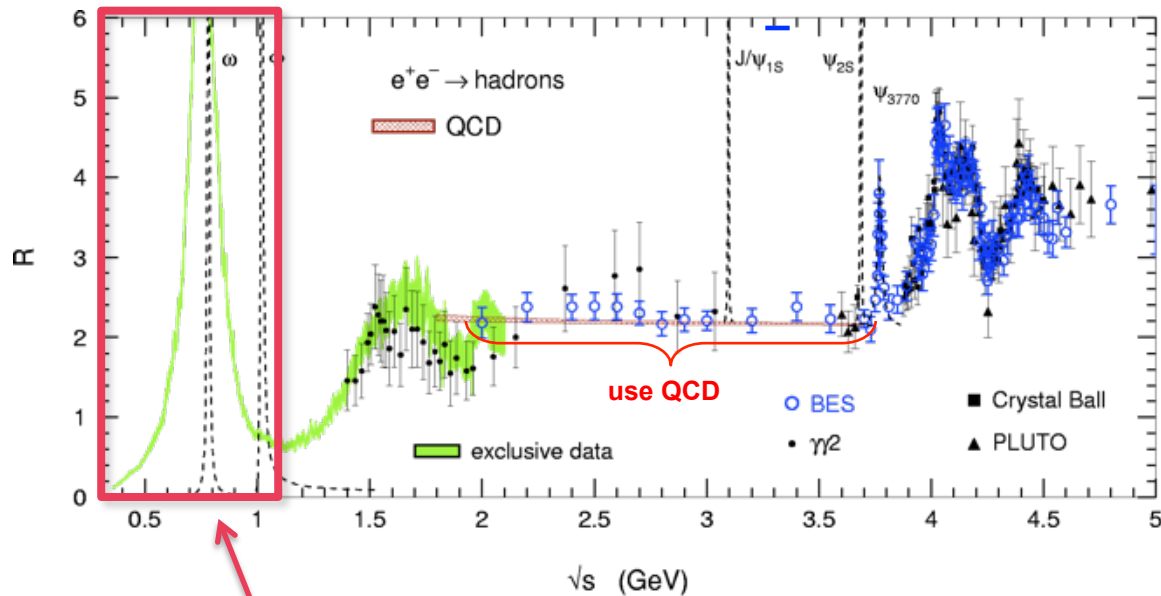 R
6
5
4
3
2
1
0
ω
e⁺e⁻ → hadrons
QCD
J/ψ1S
ψ2S
ψ3770
use QCD
BES
Crystal Ball
γγ2
PLUTO
exclusive data
0.5 1 1.5 2 2.5 3 3.5 4 4.5 5
√s (GeV)